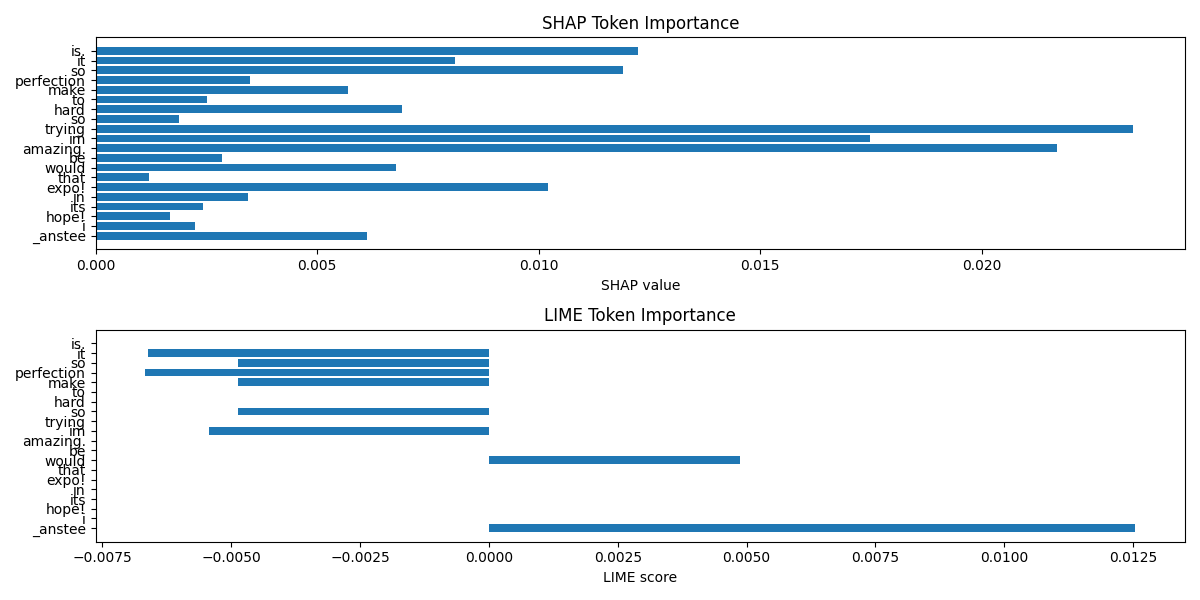 SHAP Token Importance
is.
it
so
perfection
make
to
hard
so
trying
im
amazing.
be
would
that
expo!
in
its
hope!
i
_anstee
0.000 0.005 0.010 0.015 0.020
SHAP value
LIME Token Importance
is.
it
so
perfection
make
to
hard
so
trying
im
amazing.
be
would
that
expo!
in
its
hope!
i
_anstee
−0.0075 −0.0050 −0.0025 0.0000 0.0025 0.0050 0.0075 0.0100 0.0125
LIME score